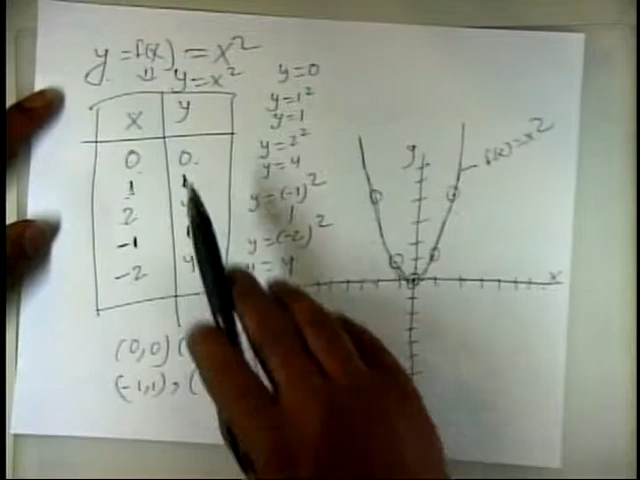 y = f(x) = x²
y = x²
x y
0 0
1 1
2
-1
-2 4
(0,0) (
(-1,1), (
y = 0
y = 1²
y = 1
y = 2²
y = 4
y = (-1)²
1
y = (-2)²
= 4
y
f(x) = x²
x